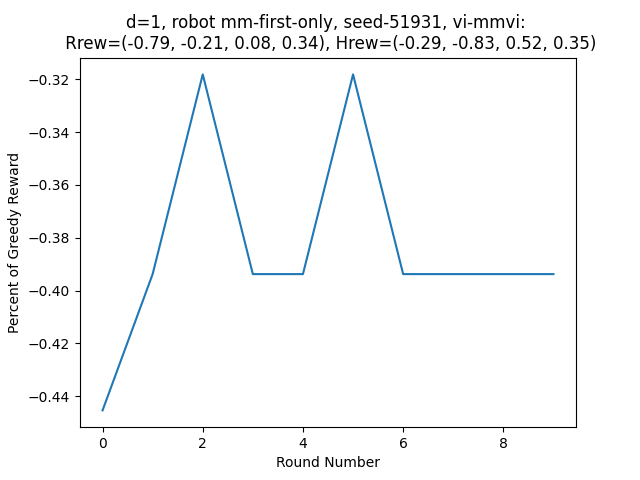 d=1, robot mm-first-only, seed-51931, vi-mmvi:
Rrew=(-0.79, -0.21, 0.08, 0.34), Hrew=(-0.29, -0.83, 0.52, 0.35)
−0.32
−0.34
−0.36
−0.38
−0.40
−0.42
−0.44
Percent of Greedy Reward
0 2 4 6 8
Round Number